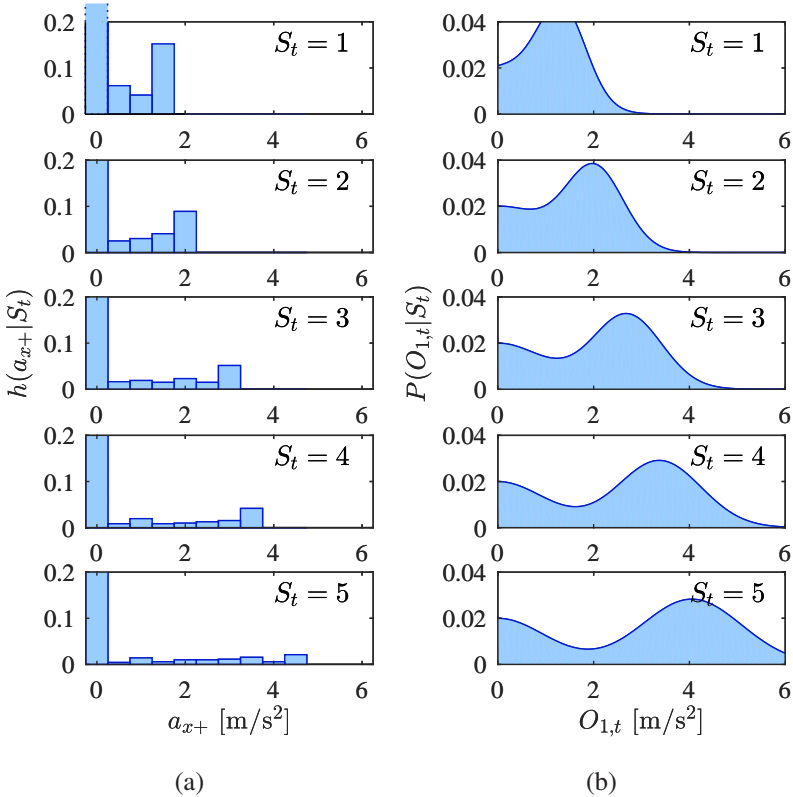 0.2
0.1
0
S_t = 1
0 2 4 6
0.2
0.1
0
S_t = 2
0 2 4 6
0.2
0.1
0
S_t = 3
0 2 4 6
0.2
0.1
0
S_t = 4
0 2 4 6
0.2
0.1
0
S_t = 5
0 2 4 6
h(a_{x+}|S_t)
a_{x+} [m/s²]
(a)
0.04
0.02
0
S_t = 1
0 2 4 6
0.04
0.02
0
S_t = 2
0 2 4 6
0.04
0.02
0
S_t = 3
0 2 4 6
0.04
0.02
0
S_t = 4
0 2 4 6
0.04
0.02
0
S_t = 5
0 2 4 6
P(O_{1,t}|S_t)
O_{1,t} [m/s²]
(b)